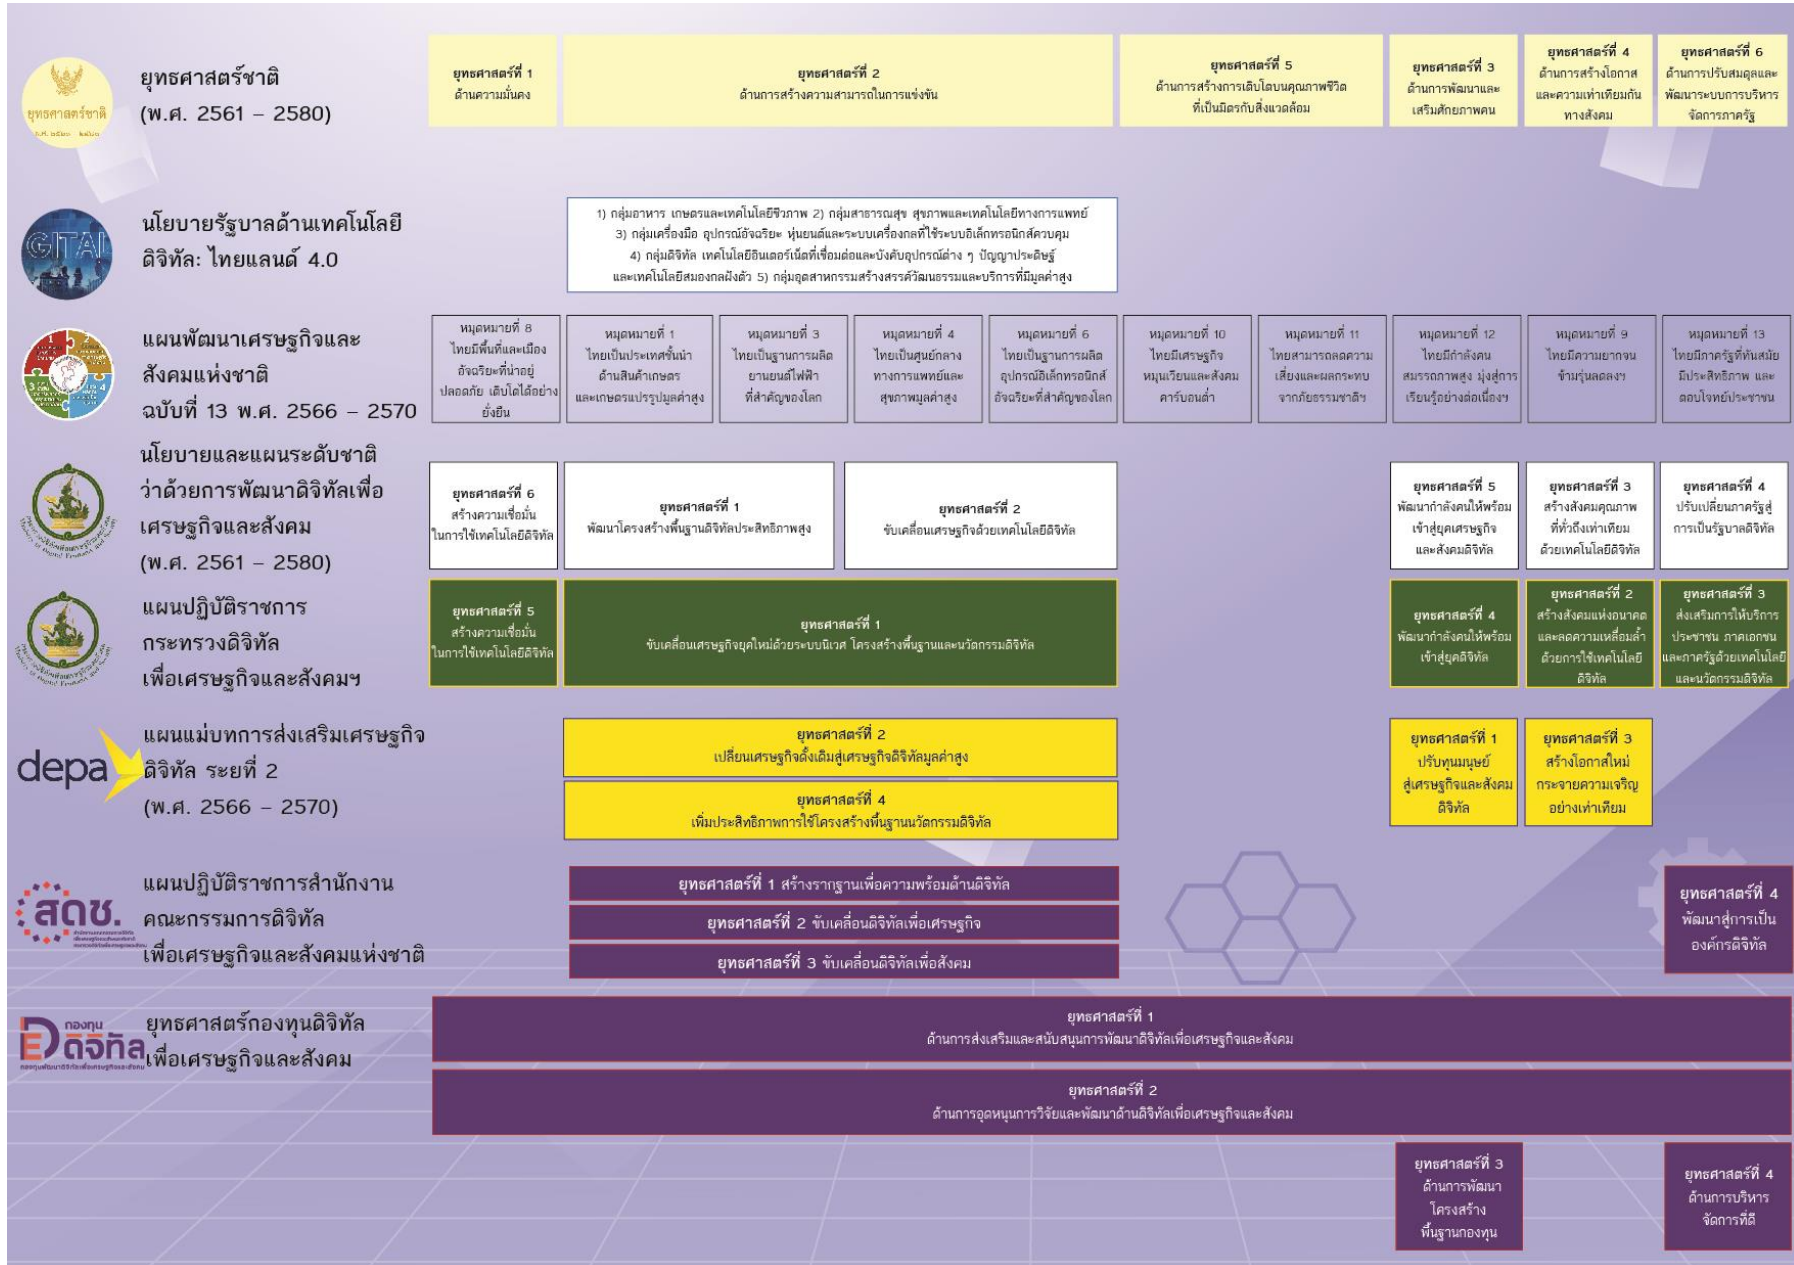 ยุทธศาสตร์ชาติ
ยุทธศาสตร์ชาติ
(พ.ศ. 2561 – 2580)
ยุทธศาสตร์ที่ 1
ด้านความมั่นคง
ยุทธศาสตร์ที่ 2
ด้านการสร้างความสามารถในการแข่งขัน
ยุทธศาสตร์ที่ 5
ด้านการสร้างการเติบโตบนคุณภาพชีวิต
ที่เป็นมิตรกับสิ่งแวดล้อม
ยุทธศาสตร์ที่ 3
ด้านการพัฒนาและ
เสริมศักยภาพคน
ยุทธศาสตร์ที่ 4
ด้านการสร้างโอกาส
และความเท่าเทียมกัน
ทางสังคม
ยุทธศาสตร์ที่ 6
ด้านการปรับสมดุลและ
พัฒนาระบบการบริหาร
จัดการภาครัฐ
นโยบายรัฐบาลด้านเทคโนโลยี
ดิจิทัล: ไทยแลนด์ 4.0
1) กลุ่มอาหาร เกษตรและเทคโนโลยีชีวภาพ 2) กลุ่มสาธารณสุข สุขภาพและเทคโนโลยีทางการแพทย์
3) กลุ่มเครื่องมือ อุปกรณ์อัจฉริยะ หุ่นยนต์และระบบเครื่องกลที่ใช้ระบบอิเล็กทรอนิกส์ควบคุม
4) กลุ่มดิจิทัล เทคโนโลยีอินเตอร์เน็ตที่เชื่อมต่อและบังคับอุปกรณ์ต่าง ๆ ปัญญาประดิษฐ์
และเทคโนโลยีสมองกลฝังตัว 5) กลุ่มอุตสาหกรรมสร้างสรรค์วัฒนธรรมและบริการที่มีมูลค่าสูง
แผนพัฒนาเศรษฐกิจและ
สังคมแห่งชาติ
ฉบับที่ 13 พ.ศ. 2566 – 2570
หมุดหมายที่ 8
ไทยมีพื้นที่และเมือง
อัจฉริยะที่น่าอยู่
ปลอดภัย เติบโตได้อย่าง
ยั่งยืน
หมุดหมายที่ 1
ไทยเป็นประเทศชั้นนำ
ด้านสินค้าเกษตร
และเกษตรแปรรูปมูลค่าสูง
หมุดหมายที่ 3
ไทยเป็นฐานการผลิต
ยานยนต์ไฟฟ้า
ที่สำคัญของโลก
หมุดหมายที่ 4
ไทยเป็นศูนย์กลาง
ทางการแพทย์และ
สุขภาพมูลค่าสูง
หมุดหมายที่ 6
ไทยเป็นฐานการผลิต
อุปกรณ์อิเล็กทรอนิกส์
อัจฉริยะที่สำคัญของโลก
หมุดหมายที่ 10
ไทยมีเศรษฐกิจ
หมุนเวียนและสังคม
คาร์บอนต่ำ
หมุดหมายที่ 11
ไทยสามารถลดความ
เสี่ยงและผลกระทบ
จากภัยธรรมชาติฯ
หมุดหมายที่ 12
ไทยมีกำลังคน
สมรรถภาพสูง มุ่งสู่การ
เรียนรู้อย่างต่อเนื่องฯ
หมุดหมายที่ 9
ไทยมีความยากจน
ข้ามรุ่นลดลงฯ
หมุดหมายที่ 13
ไทยมีภาครัฐที่ทันสมัย
มีประสิทธิภาพ และ
ตอบโจทย์ประชาชน
นโยบายและแผนระดับชาติ
ว่าด้วยการพัฒนาดิจิทัลเพื่อ
เศรษฐกิจและสังคม
(พ.ศ. 2561 – 2580)
ยุทธศาสตร์ที่ 6
สร้างความเชื่อมั่น
ในการใช้เทคโนโลยีดิจิทัล
ยุทธศาสตร์ที่ 1
พัฒนาโครงสร้างพื้นฐานดิจิทัลประสิทธิภาพสูง
ยุทธศาสตร์ที่ 2
ขับเคลื่อนเศรษฐกิจด้วยเทคโนโลยีดิจิทัล
ยุทธศาสตร์ที่ 5
พัฒนากำลังคนให้พร้อม
เข้าสู่ยุคเศรษฐกิจ
และสังคมดิจิทัล
ยุทธศาสตร์ที่ 3
สร้างสังคมคุณภาพ
ที่ทั่วถึงเท่าเทียม
ด้วยเทคโนโลยีดิจิทัล
ยุทธศาสตร์ที่ 4
ปรับเปลี่ยนภาครัฐสู่
การเป็นรัฐบาลดิจิทัล
แผนปฏิบัติราชการ
กระทรวงดิจิทัล
เพื่อเศรษฐกิจและสังคมฯ
ยุทธศาสตร์ที่ 5
สร้างความเชื่อมั่น
ในการใช้เทคโนโลยีดิจิทัล
ยุทธศาสตร์ที่ 1
ขับเคลื่อนเศรษฐกิจยุคใหม่ด้วยระบบนิเวศ โครงสร้างพื้นฐานและนวัตกรรมดิจิทัล
ยุทธศาสตร์ที่ 4
พัฒนากำลังคนให้พร้อม
เข้าสู่ยุคดิจิทัล
ยุทธศาสตร์ที่ 2
สร้างสังคมแห่งอนาคต
และลดความเหลื่อมล้ำ
ด้วยการใช้เทคโนโลยี
ดิจิทัล
ยุทธศาสตร์ที่ 3
ส่งเสริมการให้บริการ
ประชาชน ภาคเอกชน
และภาครัฐด้วยเทคโนโลยี
และนวัตกรรมดิจิทัล
depa
แผนแม่บทการส่งเสริมเศรษฐกิจ
ดิจิทัล ระยที่ 2
(พ.ศ. 2566 – 2570)
ยุทธศาสตร์ที่ 2
เปลี่ยนเศรษฐกิจดั้งเดิมสู่เศรษฐกิจดิจิทัลมูลค่าสูง
ยุทธศาสตร์ที่ 4
เพิ่มประสิทธิภาพการใช้โครงสร้างพื้นฐานนวัตกรรมดิจิทัล
ยุทธศาสตร์ที่ 1
ปรับทุนมนุษย์
สู่เศรษฐกิจและสังคม
ดิจิทัล
ยุทธศาสตร์ที่ 3
สร้างโอกาสใหม่
กระจายความเจริญ
อย่างเท่าเทียม
สดช.
แผนปฏิบัติราชการสำนักงาน
คณะกรรมการดิจิทัล
เพื่อเศรษฐกิจและสังคมแห่งชาติ
ยุทธศาสตร์ที่ 1 สร้างรากฐานเพื่อความพร้อมด้านดิจิทัล
ยุทธศาสตร์ที่ 2 ขับเคลื่อนดิจิทัลเพื่อเศรษฐกิจ
ยุทธศาสตร์ที่ 3 ขับเคลื่อนดิจิทัลเพื่อสังคม
ยุทธศาสตร์ที่ 4
พัฒนาสู่การเป็น
องค์กรดิจิทัล
กองทุน
ดิจิทัล
ยุทธศาสตร์กองทุนดิจิทัล
เพื่อเศรษฐกิจและสังคม
ยุทธศาสตร์ที่ 1
ด้านการส่งเสริมและสนับสนุนการพัฒนาดิจิทัลเพื่อเศรษฐกิจและสังคม
ยุทธศาสตร์ที่ 2
ด้านการอุดหนุนการวิจัยและพัฒนาด้านดิจิทัลเพื่อเศรษฐกิจและสังคม
ยุทธศาสตร์ที่ 3
ด้านการพัฒนา
โครงสร้าง
พื้นฐานกองทุน
ยุทธศาสตร์ที่ 4
ด้านการบริหาร
จัดการที่ดี